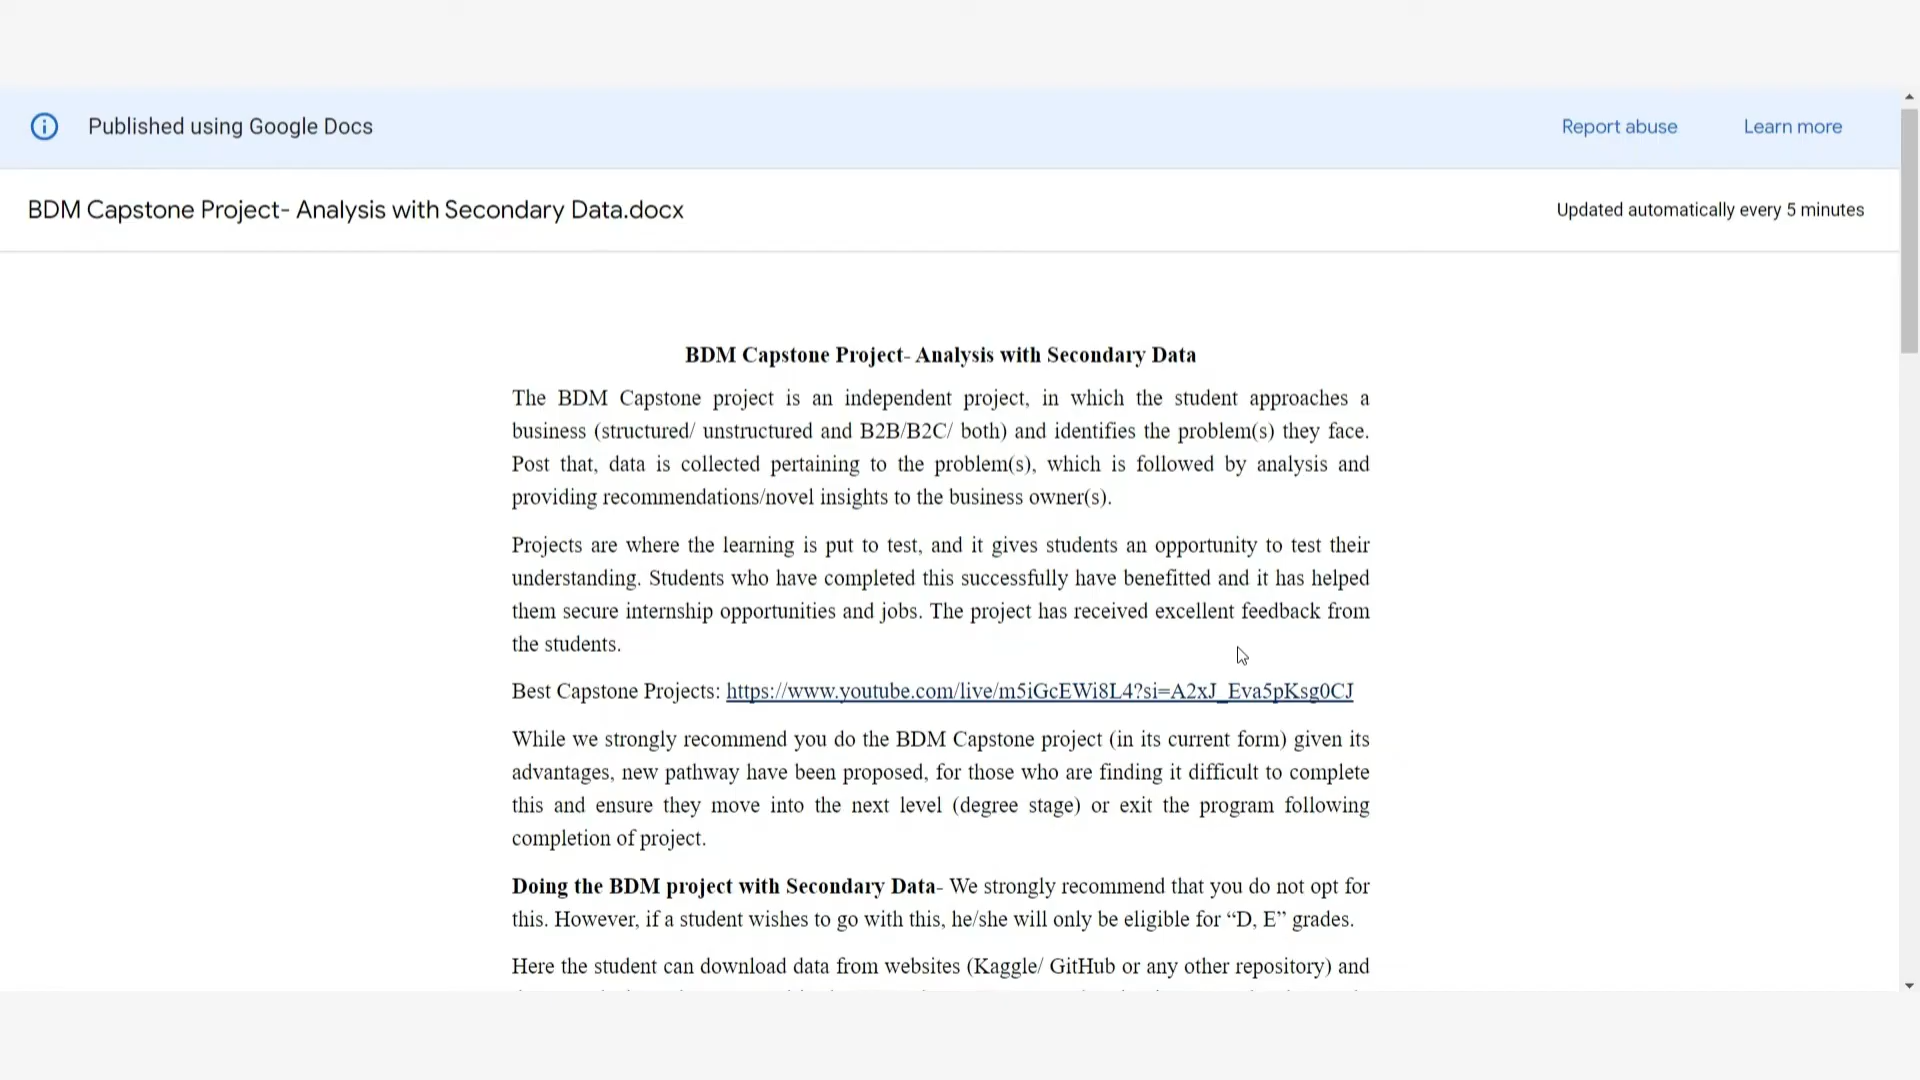 Published using Google Docs
Report abuse
Learn more
BDM Capstone Project- Analysis with Secondary Data.docx
Updated automatically every 5 minutes
BDM Capstone Project- Analysis with Secondary Data
The BDM Capstone project is an independent project, in which the student approaches a
business (structured/ unstructured and B2B/B2C/ both) and identifies the problem(s) they face.
Post that, data is collected pertaining to the problem(s), which is followed by analysis and
providing recommendations/novel insights to the business owner(s).
Projects are where the learning is put to test, and it gives students an opportunity to test their
understanding. Students who have completed this successfully have benefitted and it has helped
them secure internship opportunities and jobs. The project has received excellent feedback from
the students.
Best Capstone Projects: https://www.youtube.com/live/m5iGcEWi8L4?si=A2xJ_Eva5pKsg0CJ
While we strongly recommend you do the BDM Capstone project (in its current form) given its
advantages, new pathway have been proposed, for those who are finding it difficult to complete
this and ensure they move into the next level (degree stage) or exit the program following
completion of project.
Doing the BDM project with Secondary Data- We strongly recommend that you do not opt for
this. However, if a student wishes to go with this, he/she will only be eligible for “D, E” grades.
Here the student can download data from websites (Kaggle/ GitHub or any other repository) and